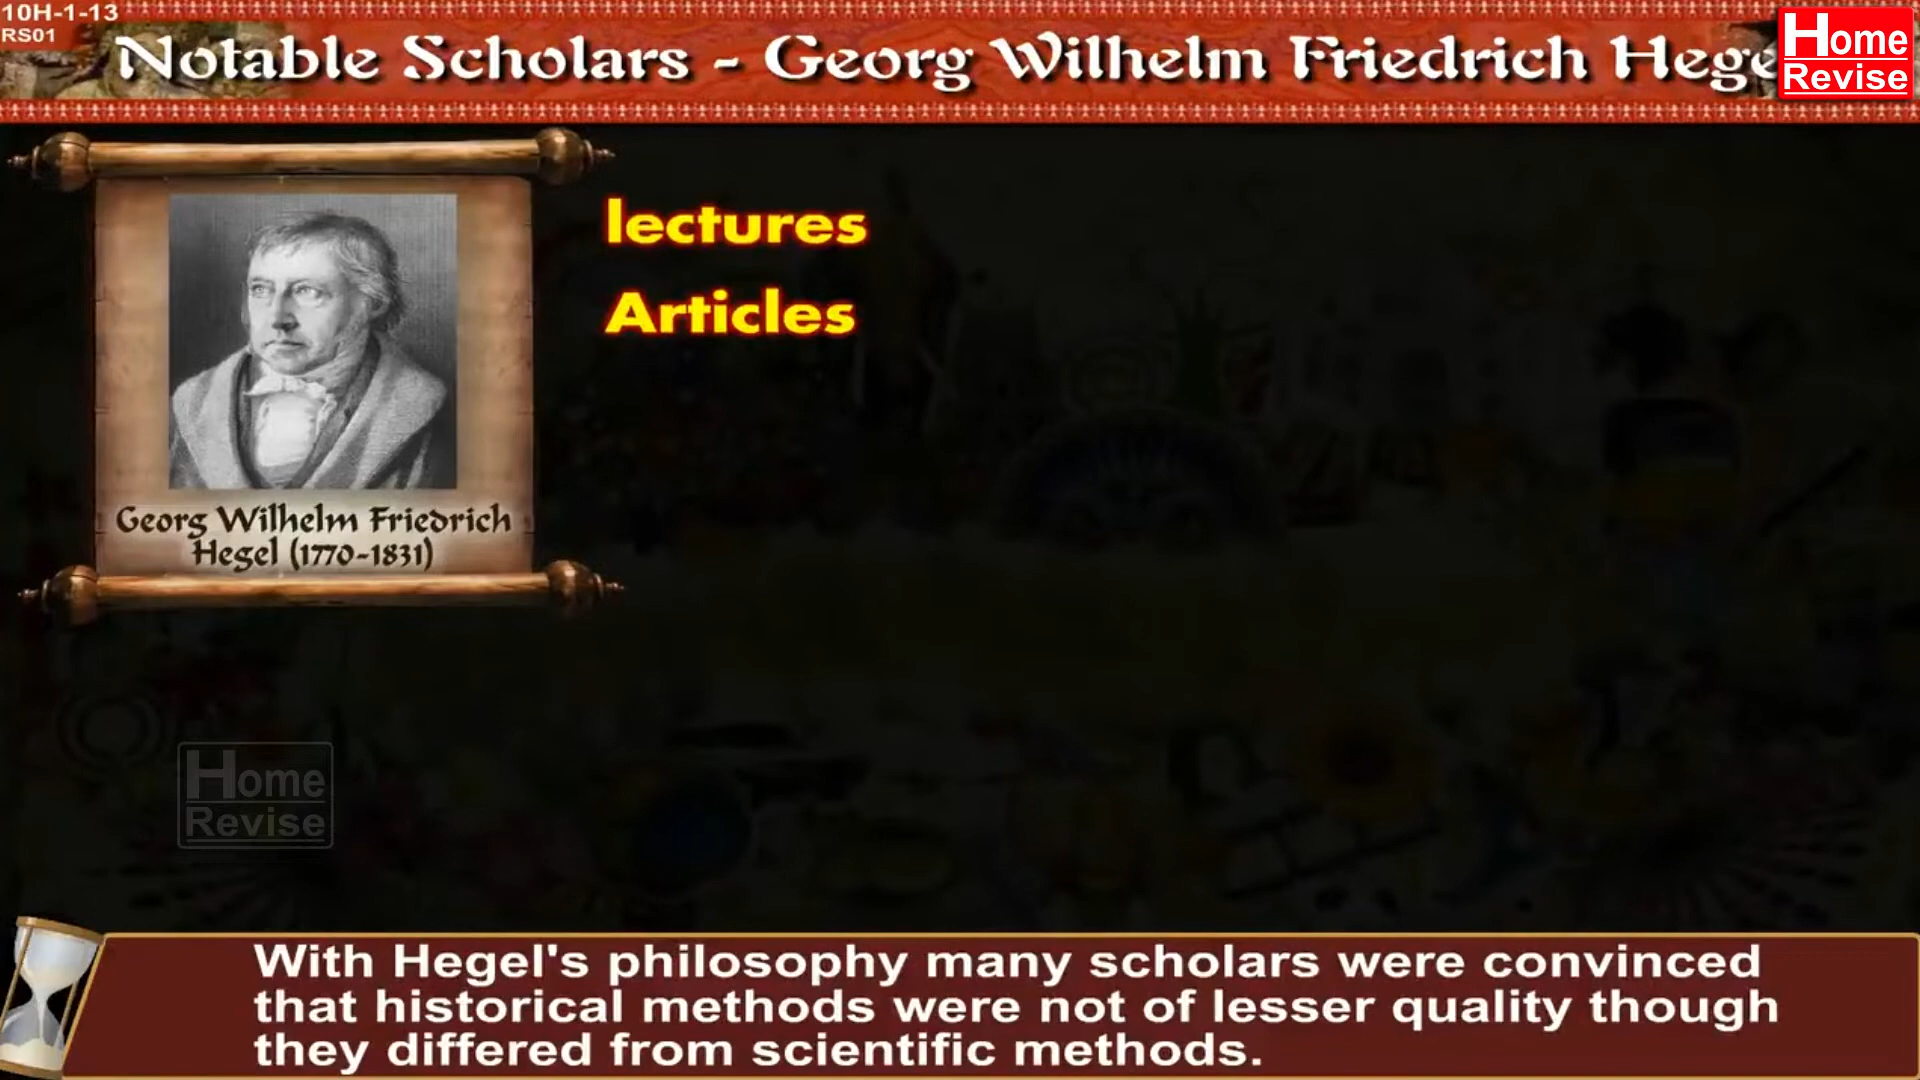 10H-1-13
RS01
Notable Scholars - Georg Wilhelm Friedrich Hege
Home
Revise
lectures
Articles
Georg Wilhelm Friedrich
Hegel (1770-1831)
Home
Revise
With Hegel's philosophy many scholars were convinced
that historical methods were not of lesser quality though
they differed from scientific methods.